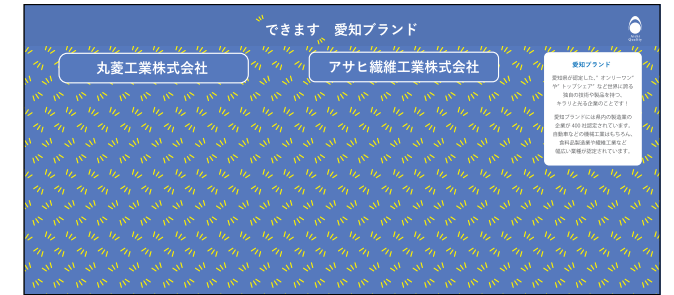 できます 愛知ブランド
丸菱工業株式会社
アサヒ繊維工業株式会社
愛知ブランド
愛知県が認定した、"オンリーワン"
や"トップシェア"など世界に誇る
独自の技術や製品を持つ、
キラリと光る企業のことです！
愛知ブランドには県内の製造業の
企業が 400 社認定されています。
自動車などの機械工業はもちろん、
食料品製造業や繊維工業など
幅広い業種が認定されています。